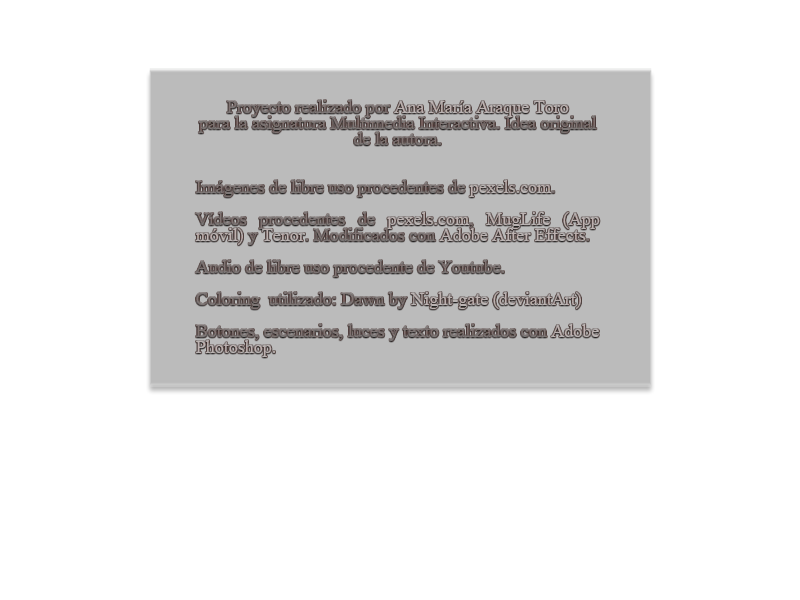 Proyecto realizado por Ana María Araque Toro
para la asignatura Multimedia Interactiva. Idea original
de la autora.
Imágenes de libre uso procedentes de pexels.com.
Vídeos procedentes de pexels.com, MugLife (App
móvil) y Tenor. Modificados con Adobe After Effects.
Audio de libre uso procedente de Youtube.
Coloring utilizado: Dawn by Night-gate (deviantArt)
Botones, escenarios, luces y texto realizados con Adobe
Photoshop.